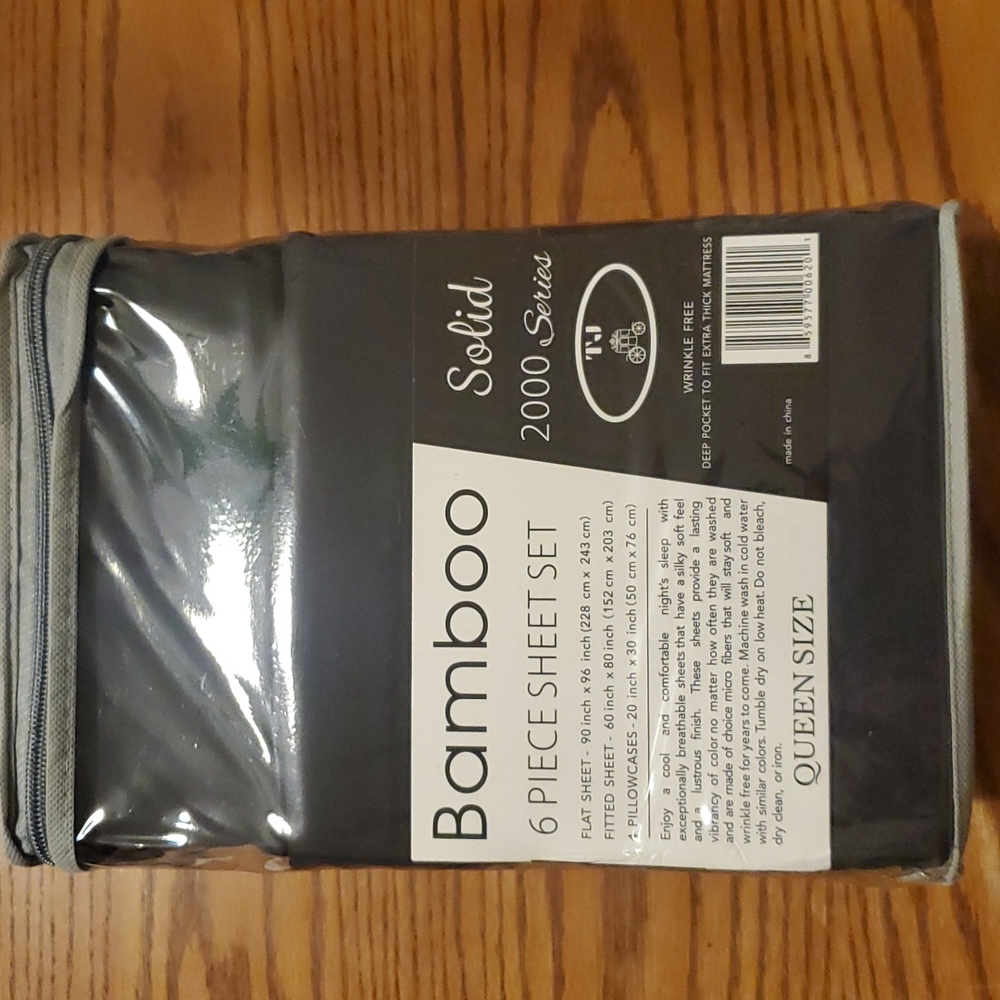 Bamboo
6 PIECE SHEET SET
FLAT SHEET - 90 inch x 96 inch (228 cm x 243 cm)
FITTED SHEET - 60 inch x 80 inch (152 cm x 203 cm)
4 PILLOWCASES - 20 inch x 30 inch (50 cm x 76 cm)
Enjoy a cool and comfortable night's sleep with
exceptionally breathable sheets that have a silky soft feel
and a lustrous finish. These sheets provide a lasting
vibrancy of color no matter how often they are washed
and are made of choice micro fibers that will stay soft and
wrinkle free for years to come. Machine wash in cold water
with similar colors. Tumble dry on low heat. Do not bleach,
dry clean, or iron.
QUEEN SIZE
Solid
2000 Series
TJ
WRINKLE FREE
DEEP POCKET TO FIT EXTRA THICK MATTRESS
made in china
8 59577 00620 1